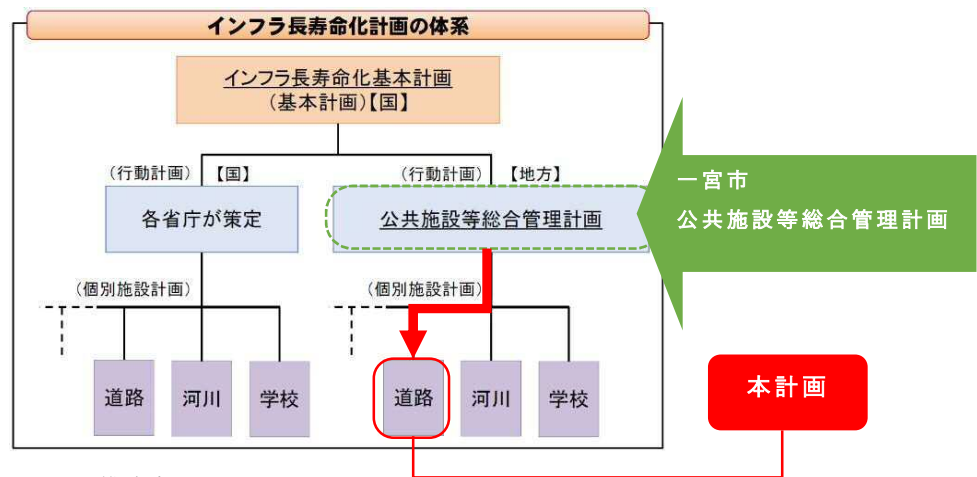 インフラ長寿命化計画の体系
インフラ長寿命化基本計画
(基本計画)【国】
(行動計画) 【国】
(行動計画) 【地方】
各省庁が策定
公共施設等総合管理計画
一宮市
公共施設等総合管理計画
(個別施設計画)
(個別施設計画)
道路 河川 学校
道路 河川 学校
本計画